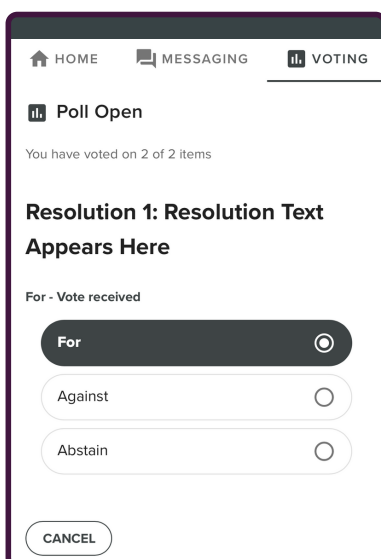 HOME MESSAGING VOTING
Poll Open
You have voted on 2 of 2 items
Resolution 1: Resolution Text
Appears Here
For - Vote received
For
Against
Abstain
CANCEL